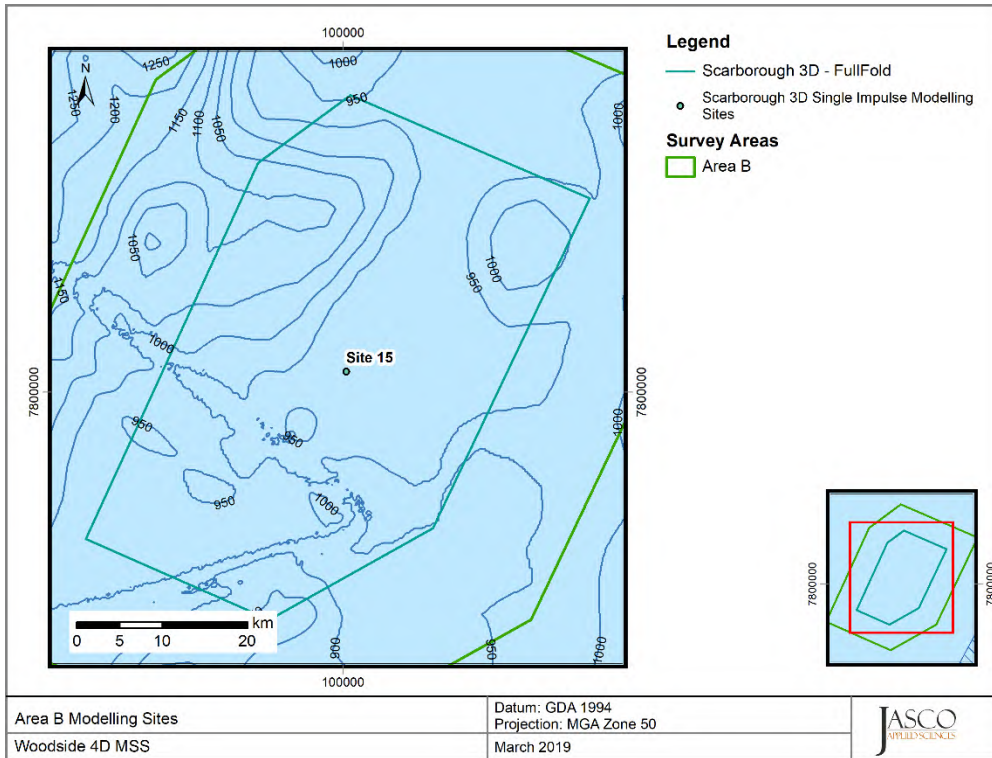 100000
1250
1000
950
N
1250
1200
1150
1100
1050
1000
1050
1000
950
1150
1000
Site 15
7800000
7800000
950
950
1000
950
1000
km
0 5 10 20
900
950
1000
100000
Legend
Scarborough 3D - FullFold
Scarborough 3D Single Impulse Modelling
Sites
Survey Areas
Area B
7800000
7800000
Area B Modelling Sites
Datum: GDA 1994
Projection: MGA Zone 50
Woodside 4D MSS
March 2019
JASCO
APPLIED SCIENCES